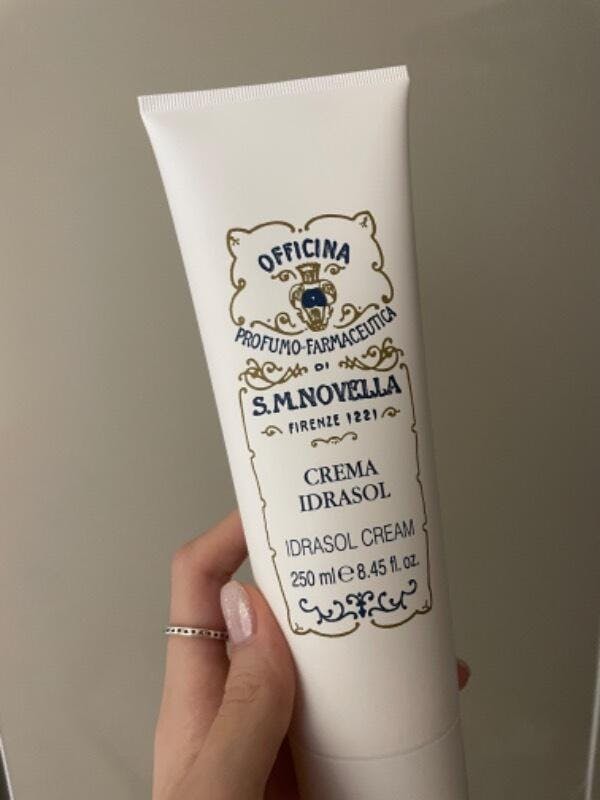 OFFICINA
PROFUMO-FARMACEUTICA
DI
S.M.NOVELLA
FIRENZE 1221
CREMA
IDRASOL
IDRASOL CREAM
250 ml℮8.45 fl. oz.